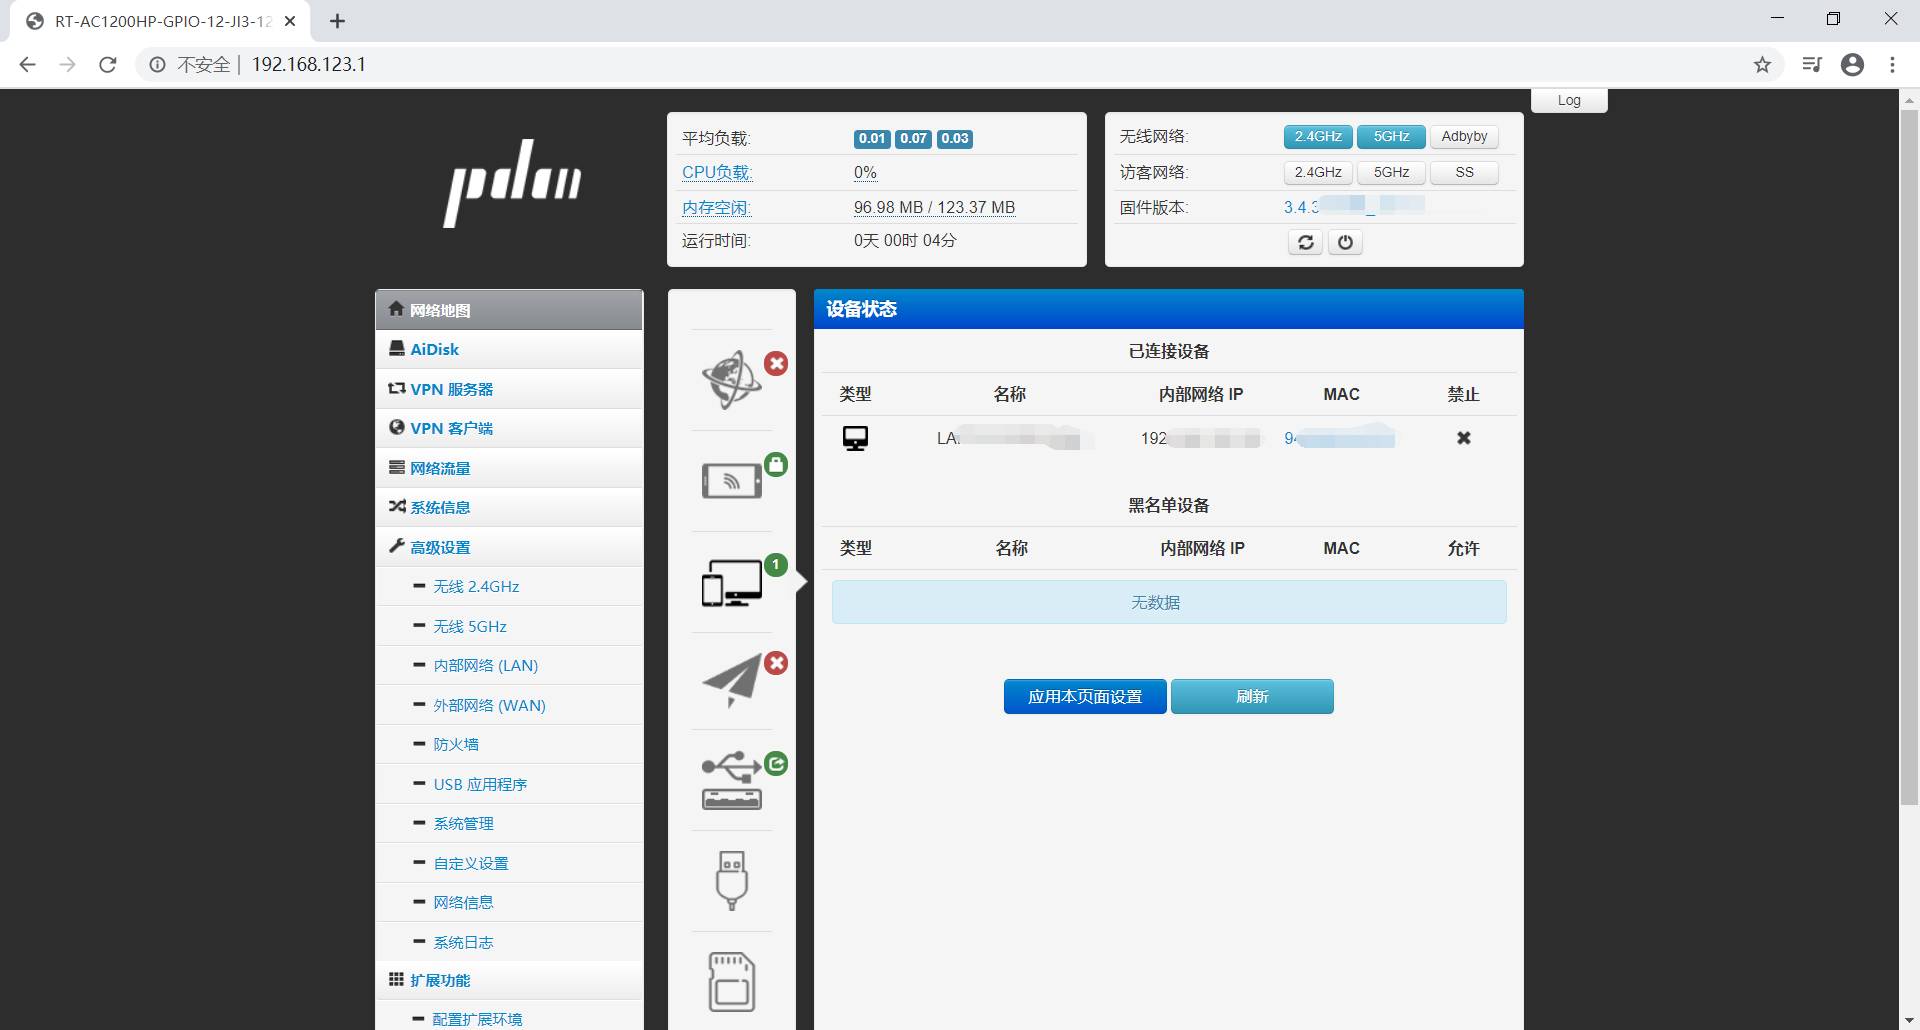 RT-AC1200HP-GPIO-12-JI3-12
不安全 | 192.168.123.1
Log
pdcn
平均负载: 0.01 0.07 0.03
CPU负载: 0%
内存空闲: 96.98 MB / 123.37 MB
运行时间: 0天 00时 04分
无线网络: 2.4GHz 5GHz Adbyby
访客网络: 2.4GHz 5GHz SS
固件版本: 3.4.3
网络地图
AiDisk
VPN 服务器
VPN 客户端
网络流量
系统信息
高级设置
无线 2.4GHz
无线 5GHz
内部网络 (LAN)
外部网络 (WAN)
防火墙
USB 应用程序
系统管理
自定义设置
网络信息
系统日志
扩展功能
配置扩展环境
1
设备状态
已连接设备
类型 名称 内部网络 IP MAC 禁止
LA 192 94
黑名单设备
类型 名称 内部网络 IP MAC 允许
无数据
应用本页面设置 刷新